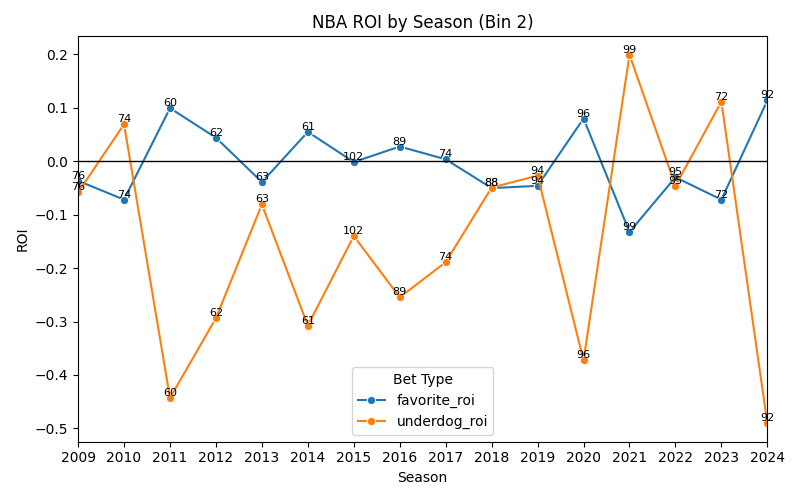 NBA ROI by Season (Bin 2)
0.2
0.1
0.0
−0.1
−0.2
−0.3
−0.4
−0.5
ROI
76 74 60 62 63 61 102 89 74 88 94 96 99 95 72 92
76 74 60 62 63 61 102 89 74 88 94 96 99 95 72 92
Bet Type
favorite_roi
underdog_roi
2009 2010 2011 2012 2013 2014 2015 2016 2017 2018 2019 2020 2021 2022 2023 2024
Season